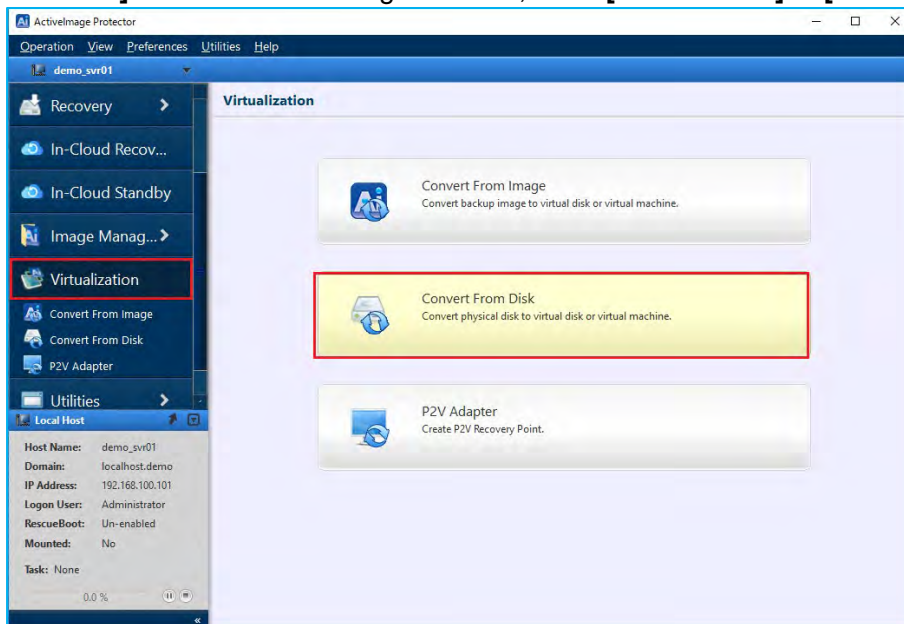 ActiveImage Protector
Operation View Preferences Utilities Help
demo_svr01
Recovery
In-Cloud Recov...
In-Cloud Standby
Image Manag...
Virtualization
Convert From Image
Convert From Disk
P2V Adapter
Utilities
Local Host
Host Name: demo_svr01
Domain: localhost.demo
IP Address: 192.168.100.101
Logon User: Administrator
RescueBoot: Un-enabled
Mounted: No
Task: None
0.0 %
Virtualization
Convert From Image
Convert backup image to virtual disk or virtual machine.
Convert From Disk
Convert physical disk to virtual disk or virtual machine.
P2V Adapter
Create P2V Recovery Point.